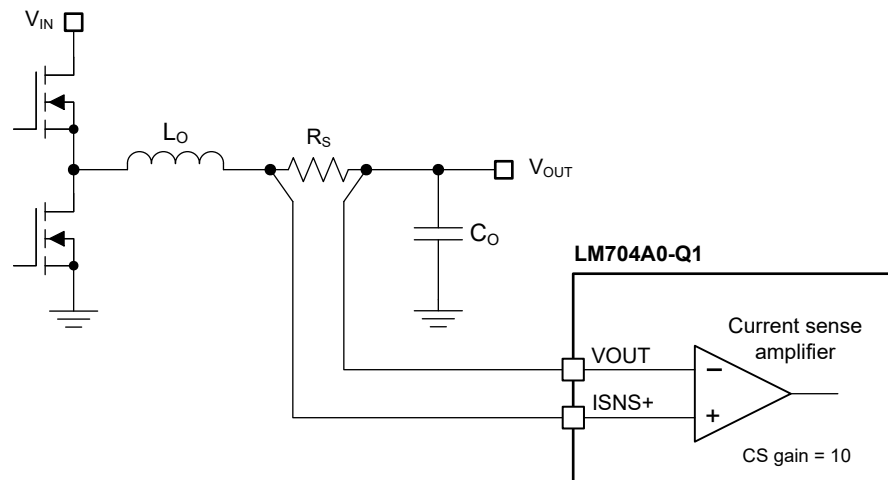 VIN
LO
RS
VOUT
CO
LM704A0-Q1
Current sense
amplifier
VOUT
−
ISNS+
+
CS gain = 10